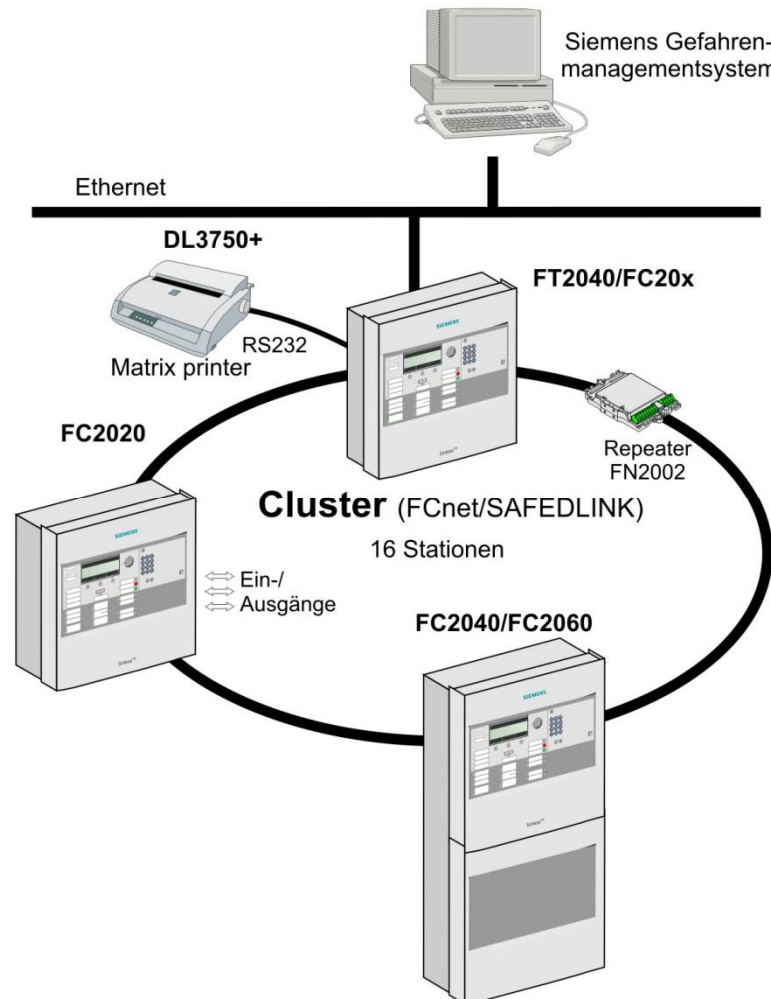 Siemens Gefahren-
managementsystem
Ethernet
DL3750+
FT2040/FC20x
SIEMENS
RS232
Matrix printer
FC2020
Repeater
FN2002
Cluster (FCnet/SAFEDLINK)
16 Stationen
SIEMENS
Ein-/
Ausgänge
FC2040/FC2060
SIEMENS